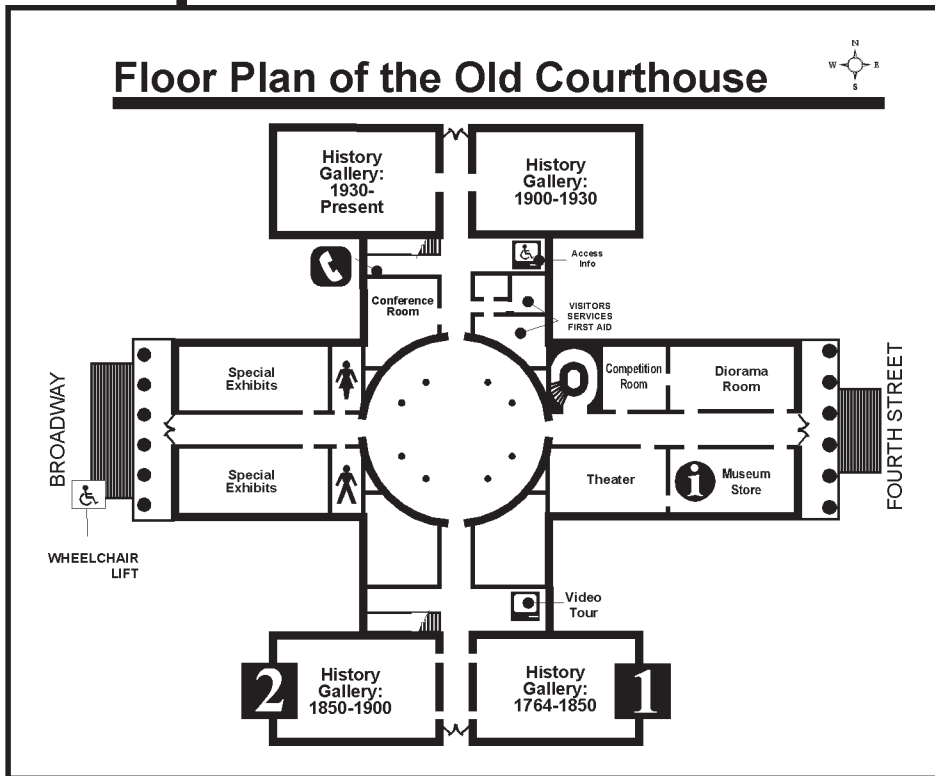 Floor Plan of the Old Courthouse
N
W
E
S
History
Gallery:
1930-
Present
History
Gallery:
1900-1930
Access
Info
Conference
Room
VISITORS
SERVICES
FIRST AID
BROADWAY
Special
Exhibits
Competition
Room
Diorama
Room
FOURTH STREET
Special
Exhibits
Theater
i
Museum
Store
WHEELCHAIR
LIFT
Video
Tour
2
History
Gallery:
1850-1900
History
Gallery:
1764-1850
1